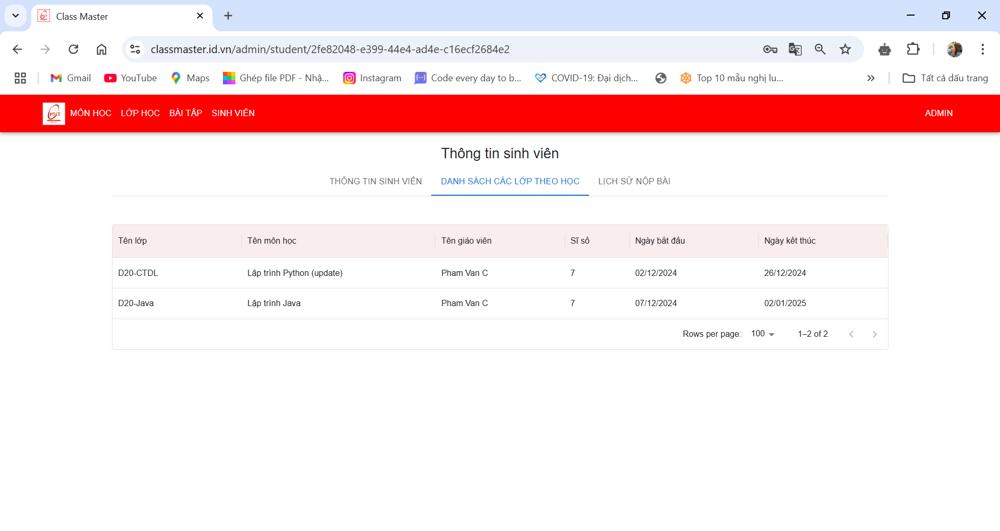 Class Master
classmaster.id.vn/admin/student/2fe82048-e399-44e4-ad4e-c16ecf2684e2
Gmail YouTube Maps Ghép file PDF - Nhậ... Instagram Code every day to b... COVID-19: Đại dịch... Top 10 mẫu nghị lu... Tất cả dấu trang
PTIT MÔN HỌC LỚP HỌC BÀI TẬP SINH VIÊN ADMIN
Thông tin sinh viên
THÔNG TIN SINH VIÊN DANH SÁCH CÁC LỚP THEO HỌC LỊCH SỬ NỘP BÀI
Tên lớp Tên môn học Tên giáo viên Sĩ số Ngày bắt đầu Ngày kết thúc
D20-CTDL Lập trình Python (update) Pham Van C 7 02/12/2024 26/12/2024
D20-Java Lập trình Java Pham Van C 7 07/12/2024 02/01/2025
Rows per page: 100 1–2 of 2